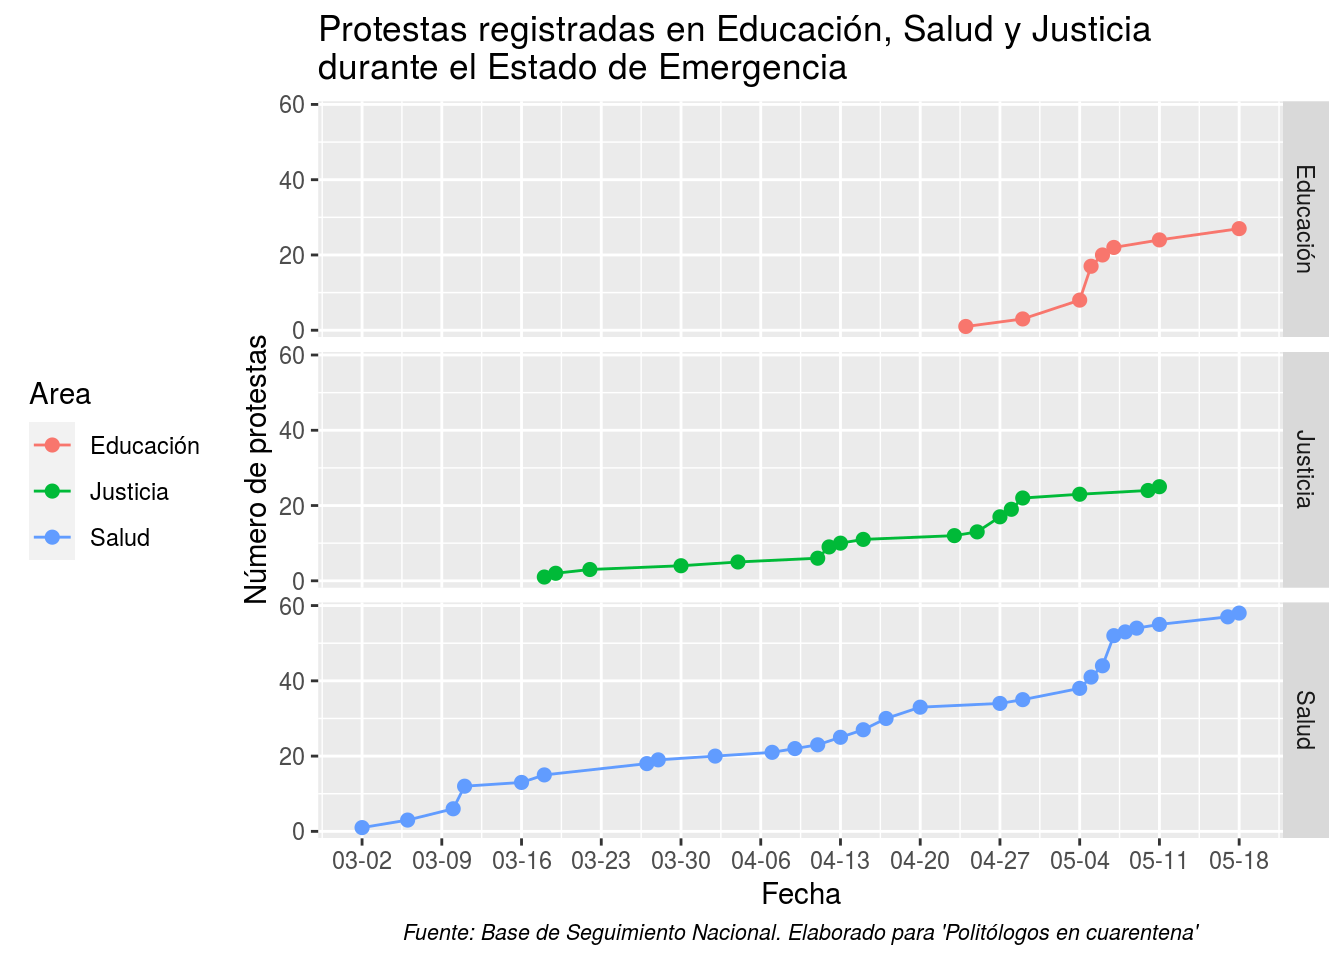 Protestas registradas en Educación, Salud y Justicia
durante el Estado de Emergencia
60
40
20
0
Educación
60
40
20
0
Justicia
60
40
20
0
Salud
Número de protestas
Area
Educación
Justicia
Salud
03-02 03-09 03-16 03-23 03-30 04-06 04-13 04-20 04-27 05-04 05-11 05-18
Fecha
Fuente: Base de Seguimiento Nacional. Elaborado para 'Politólogos en cuarentena'